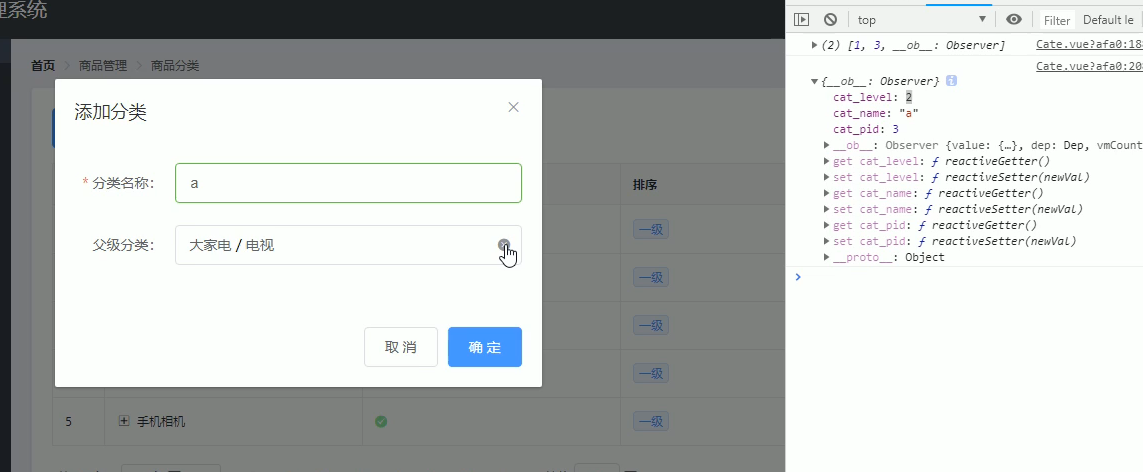 理系统
首页 商品管理 商品分类
添加分类
* 分类名称:
a
父级分类:
大家电 / 电视
取 消
确 定
排序
一级
一级
一级
一级
5 手机相机 一级
top
Filter
Default le
(2) [1, 3, __ob__: Observer] Cate.vue?afa0:18
Cate.vue?afa0:20
{__ob__: Observer} i
cat_level: 2
cat_name: "a"
cat_pid: 3
__ob__: Observer {value: {…}, dep: Dep, vmCount
get cat_level: ƒ reactiveGetter()
set cat_level: ƒ reactiveSetter(newVal)
get cat_name: ƒ reactiveGetter()
set cat_name: ƒ reactiveSetter(newVal)
get cat_pid: ƒ reactiveGetter()
set cat_pid: ƒ reactiveSetter(newVal)
__proto__: Object